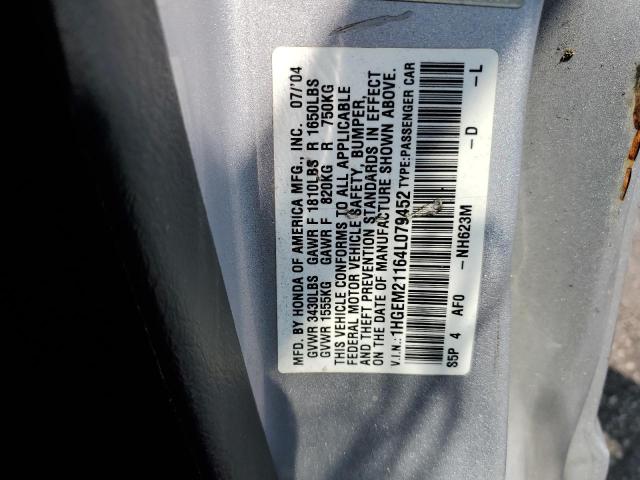 MFD. BY HONDA OF AMERICA MFG., INC. 07/'04
GVWR 3430LBS GAWR F 1810LBS R 1650LBS
GVWR 1555KG GAWR F 820KG R 750KG
THIS VEHICLE CONFORMS TO ALL APPLICABLE
FEDERAL MOTOR VEHICLE SAFETY, BUMPER,
AND THEFT PREVENTION STANDARDS IN EFFECT
ON THE DATE OF MANUFACTURE SHOWN ABOVE.
V.I.N.: 1HGEM21164L079452 TYPE:PASSENGER CAR
S5P 4 AF0 -NH623M -D -L